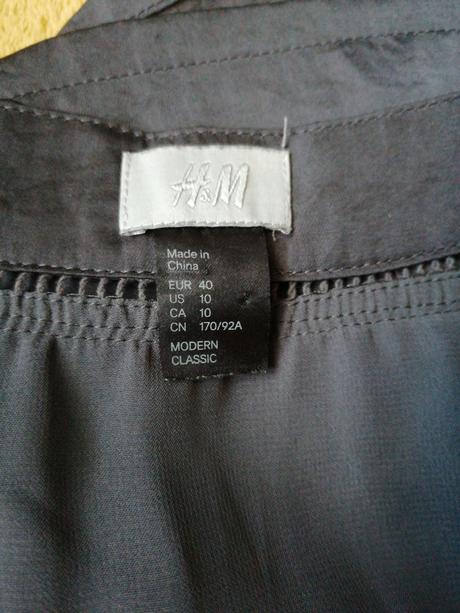 H&M
Made in
China
EUR 40
US 10
CA 10
CN 170/92A
MODERN
CLASSIC